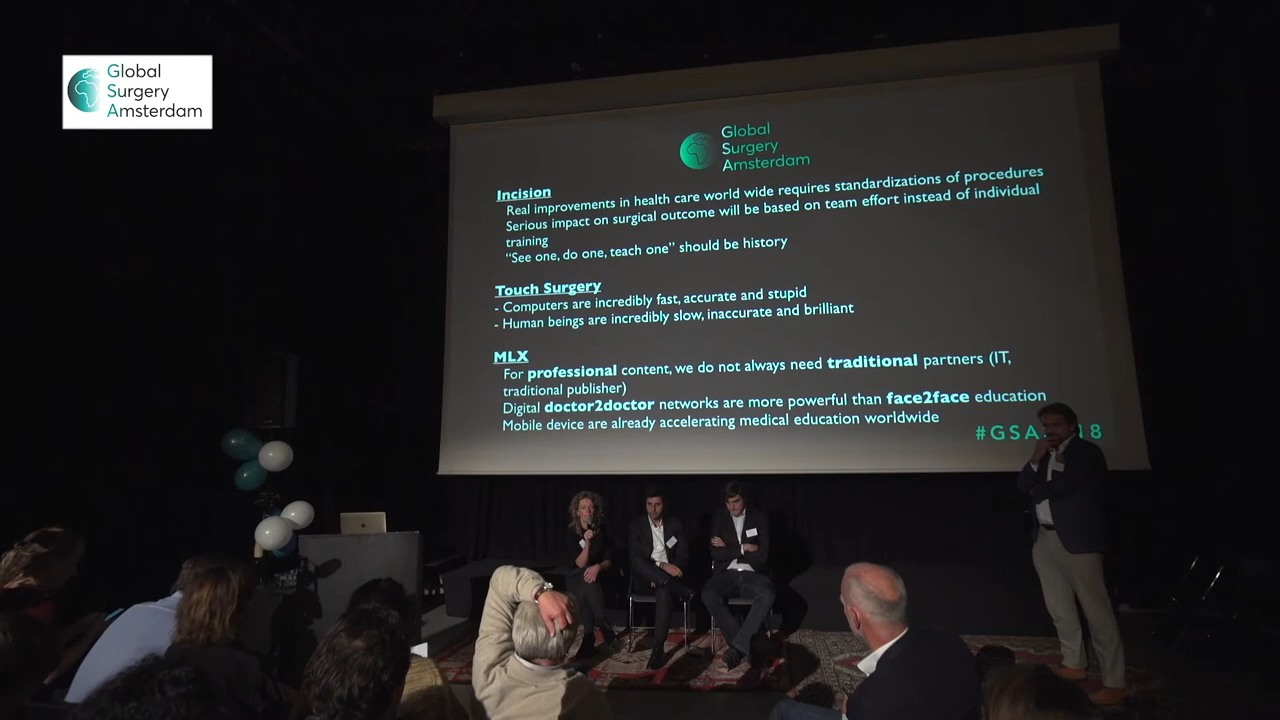 Global
Surgery
Amsterdam
Global
Surgery
Amsterdam
Incision
Real improvements in health care world wide requires standardizations of procedures
Serious impact on surgical outcome will be based on team effort instead of individual
training
“See one, do one, teach one” should be history
Touch Surgery
- Computers are incredibly fast, accurate and stupid
- Human beings are incredibly slow, inaccurate and brilliant
MLX
For professional content, we do not always need traditional partners (IT,
traditional publisher)
Digital doctor2doctor networks are more powerful than face2face education
Mobile device are already accelerating medical education worldwide